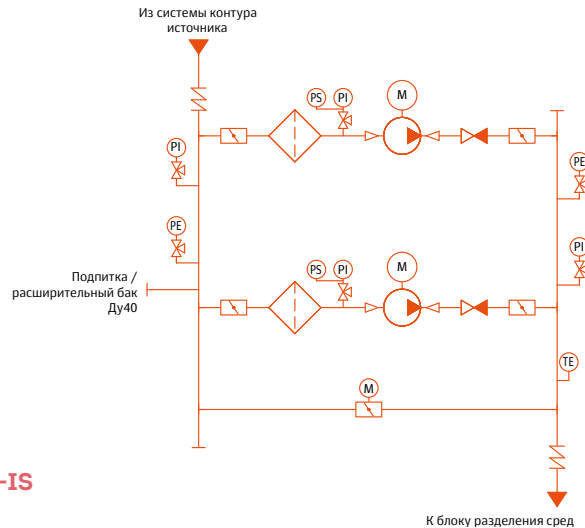 Из системы контура
источника
PS
PI
M
PI
PE
PE
PI
Подпитка /
расширительный бак
Ду40
PS
PI
M
TE
M
-IS
К блоку разделения сред